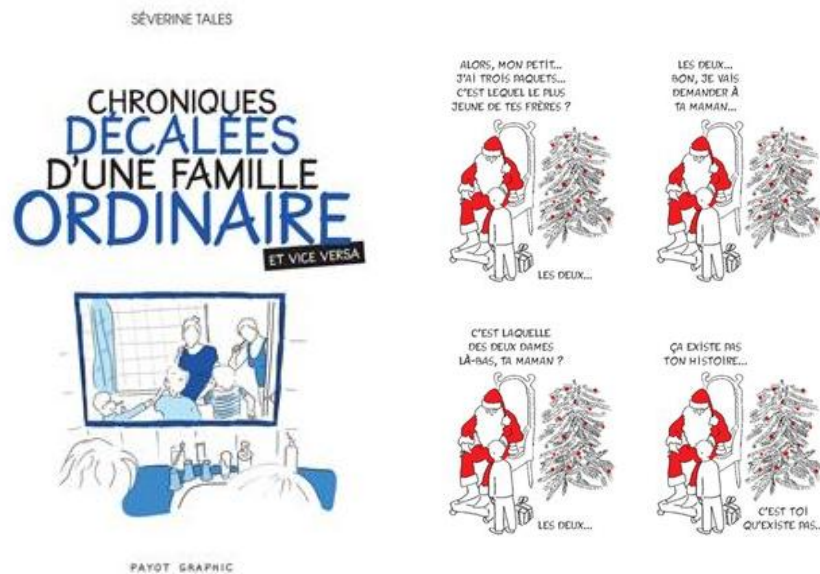 SÉVERINE TALES
CHRONIQUES
DÉCALÉES
D'UNE FAMILLE
ORDINAIRE
ET VICE VERSA
PAYOT GRAPHIC
ALORS, MON PETIT...
J'AI TROIS PAQUETS...
C'EST LEQUEL LE PLUS
JEUNE DE TES FRÈRES ?
LES DEUX...
LES DEUX...
BON, JE VAIS
DEMANDER À
TA MAMAN...
C'EST LAQUELLE
DES DEUX DAMES
LÀ-BAS, TA MAMAN ?
LES DEUX...
ÇA EXISTE PAS
TON HISTOIRE...
C'EST TOI
QU'EXISTE PAS...